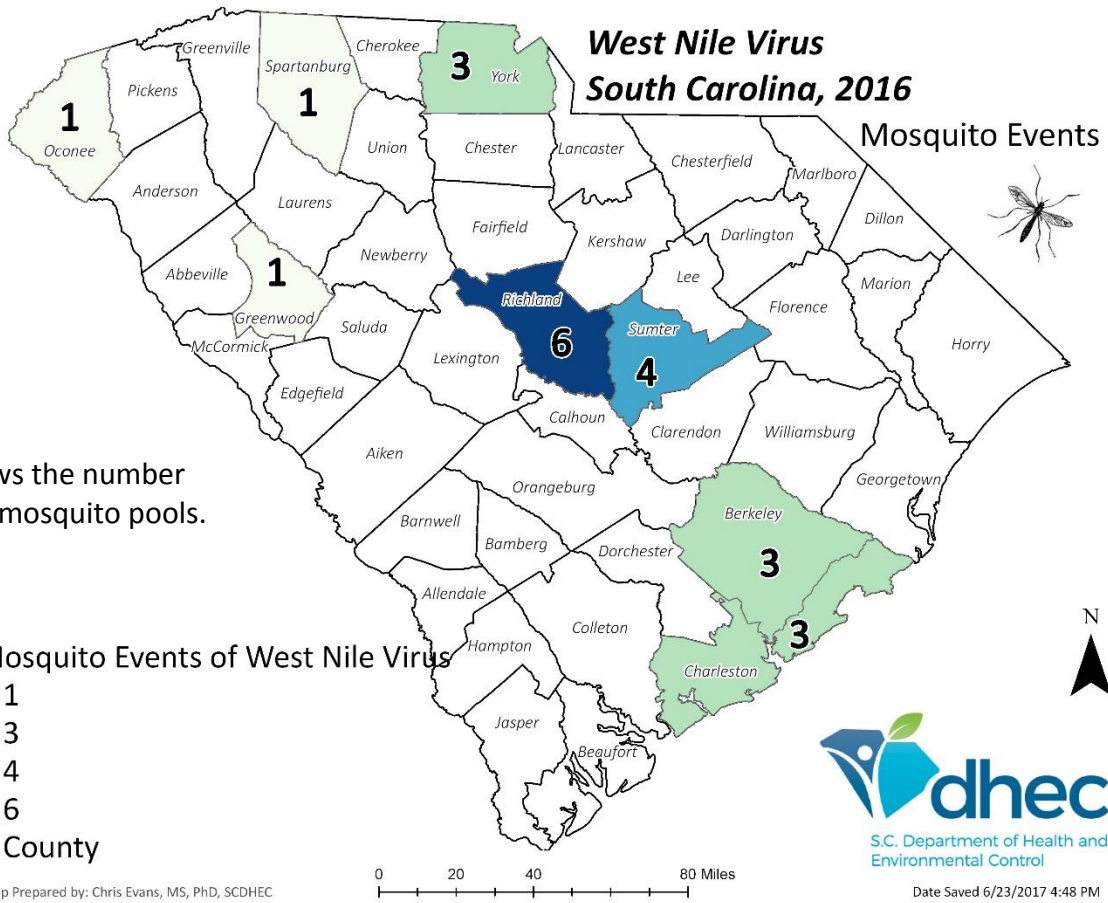 West Nile Virus
South Carolina, 2016
Mosquito Events
Greenville
Cherokee
Spartanburg
1
3
York
Pickens
1
Oconee
Union
Chester
Lancaster
Chesterfield
Marlboro
Anderson
Laurens
Dillon
Fairfield
Darlington
Kershaw
Newberry
Abbeville
1
Lee
Marion
Richland
Florence
Greenwood
Saluda
Sumter
McCormick
6
Horry
Lexington
4
Edgefield
Calhoun
Clarendon
Williamsburg
Aiken
ws the number
mosquito pools.
Orangeburg
Georgetown
Berkeley
Barnwell
Bamberg
Dorchester
3
Allendale
Colleton
3
Hampton
Charleston
Jasper
Beaufort
N
Mosquito Events of West Nile Virus
1
3
4
6
County
dhec
S.C. Department of Health and
Environmental Control
p Prepared by: Chris Evans, MS, PhD, SCDHEC
0 20 40 80 Miles
Date Saved 6/23/2017 4:48 PM